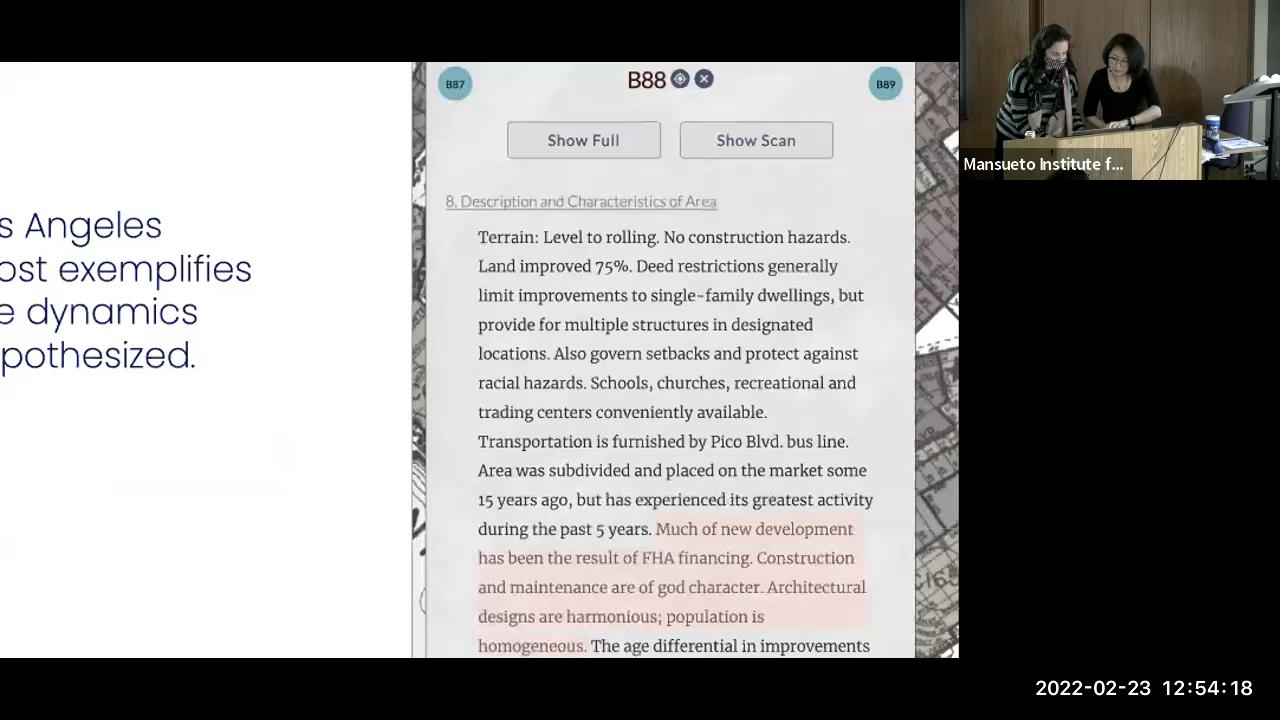 B87
B88
B89
Show Full
Show Scan
8. Description and Characteristics of Area
Terrain: Level to rolling. No construction hazards.
Land improved 75%. Deed restrictions generally
limit improvements to single-family dwellings, but
provide for multiple structures in designated
locations. Also govern setbacks and protect against
racial hazards. Schools, churches, recreational and
trading centers conveniently available.
Transportation is furnished by Pico Blvd. bus line.
Area was subdivided and placed on the market some
15 years ago, but has experienced its greatest activity
during the past 5 years. Much of new development
has been the result of FHA financing. Construction
and maintenance are of god character. Architectural
designs are harmonious; population is
homogeneous. The age differential in improvements
s Angeles
ost exemplifies
e dynamics
pothesized.
Mansueto Institute f...
2022-02-23 12:54:18